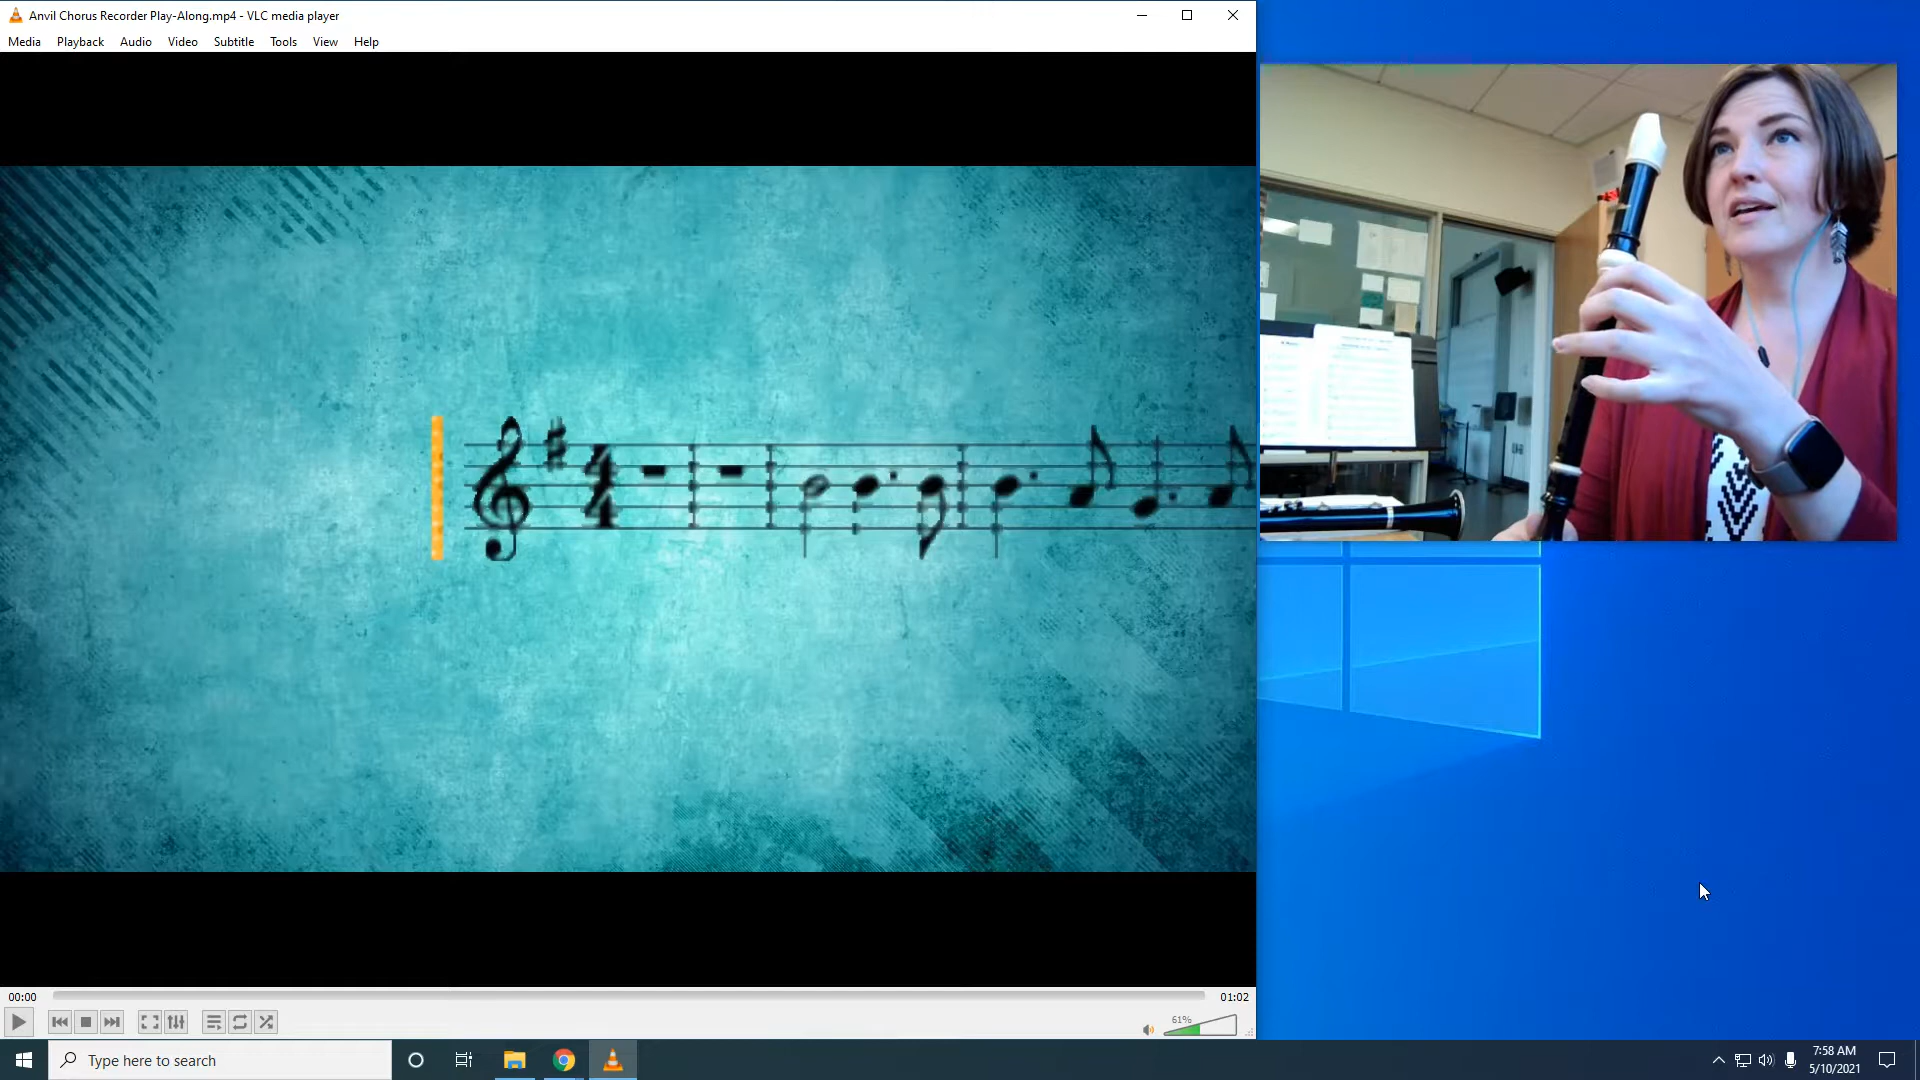 Anvil Chorus Recorder Play-Along.mp4 - VLC media player
Media Playback Audio Video Subtitle Tools View Help
00:00
01:02
61%
Type here to search
7:58 AM
5/10/2021